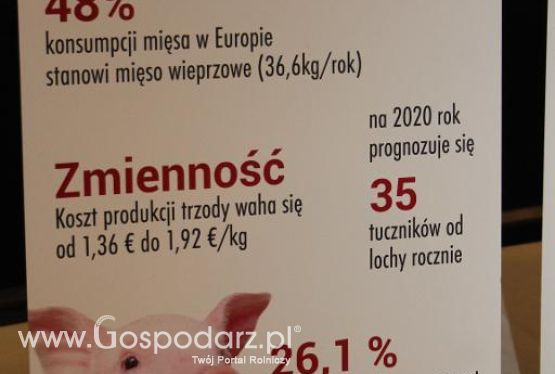 48%
konsumpcji mięsa w Europie
stanowi mięso wieprzowe (36,6kg/rok)
na 2020 rok
prognozuje się
35
tuczników od
lochy rocznie
Zmienność
Koszt produkcji trzody waha się
od 1,36 € do 1,92 €/kg
www.Gospodarz.pl®
Twój Portal Rolniczy
26,1 %